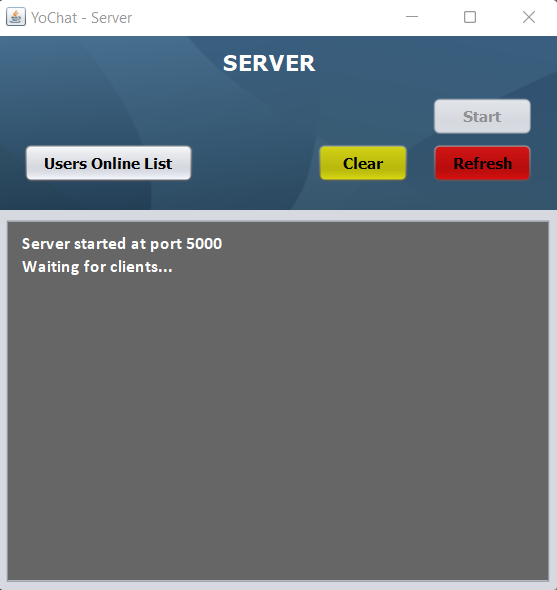 YoChat - Server
SERVER
Start
Users Online List
Clear
Refresh
Server started at port 5000
Waiting for clients...